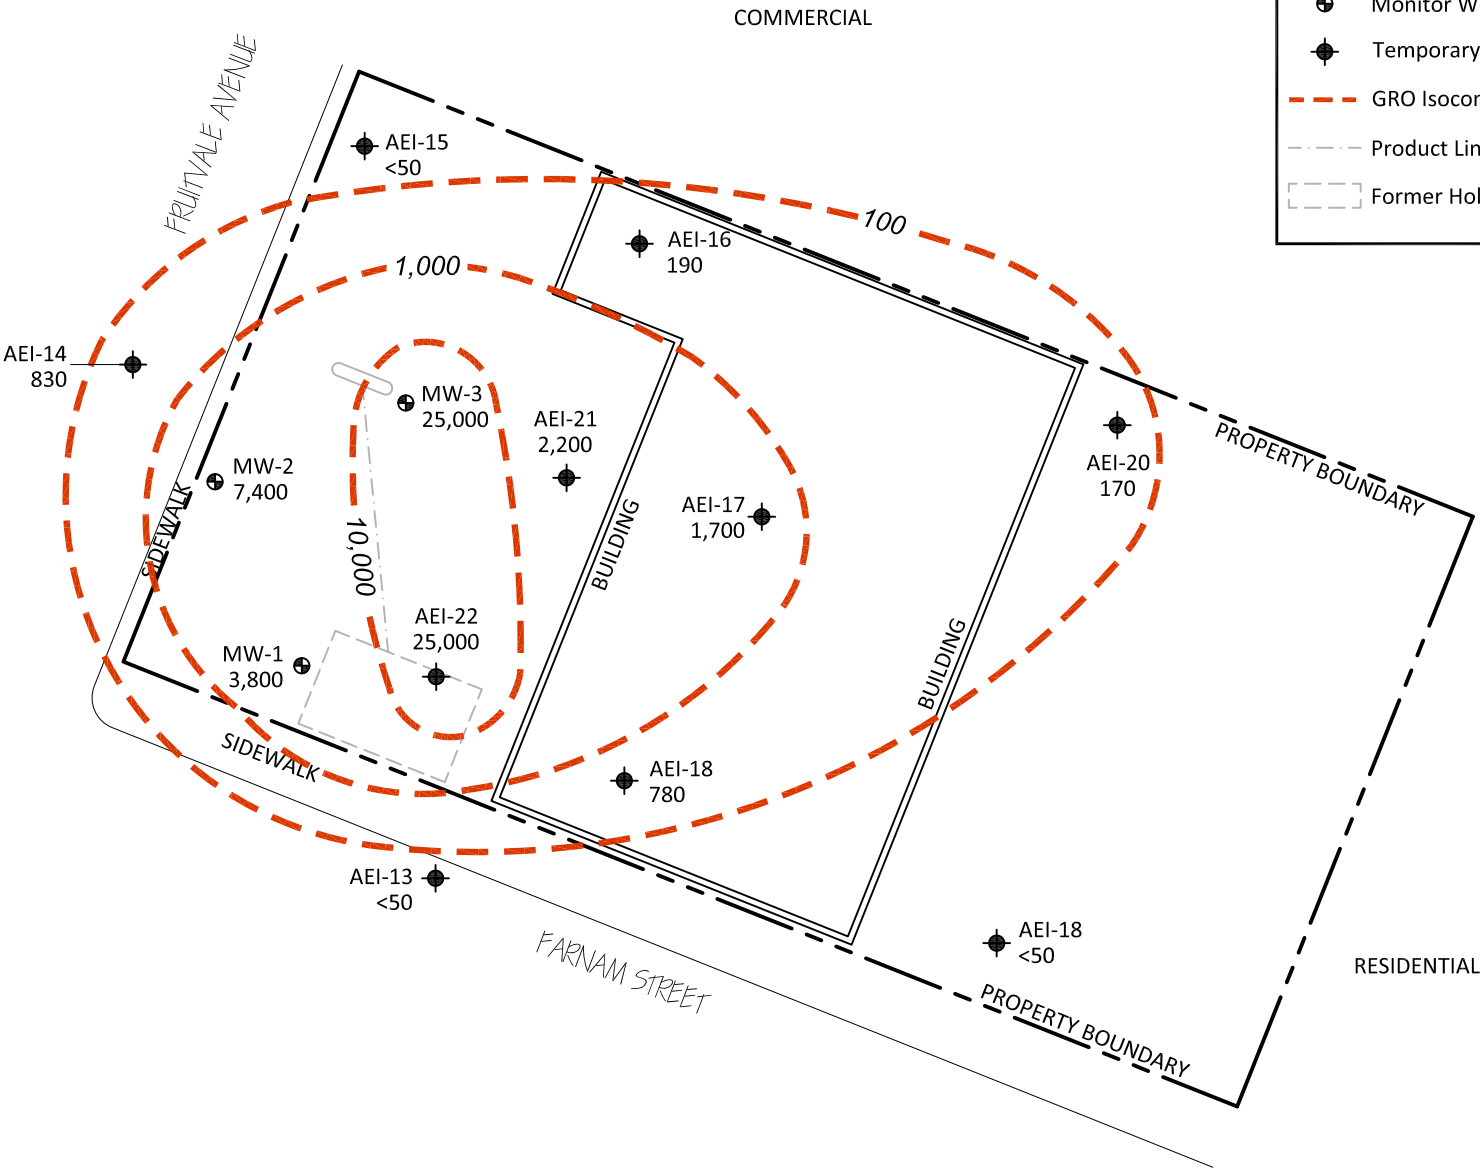 COMMERCIAL
Monitor W
Temporary
GRO Isocon
Product Lin
Former Hol
FRUITVALE AVENUE
AEI-15
<50
100
AEI-16
190
1,000
AEI-14
830
MW-3
25,000
AEI-21
2,200
PROPERTY BOUNDARY
AEI-20
170
MW-2
7,400
AEI-17
1,700
SIDEWALK
10,000
BUILDING
AEI-22
25,000
BUILDING
MW-1
3,800
SIDEWALK
AEI-18
780
AEI-13
<50
FARNAM STREET
AEI-18
<50
RESIDENTIAL
PROPERTY BOUNDARY